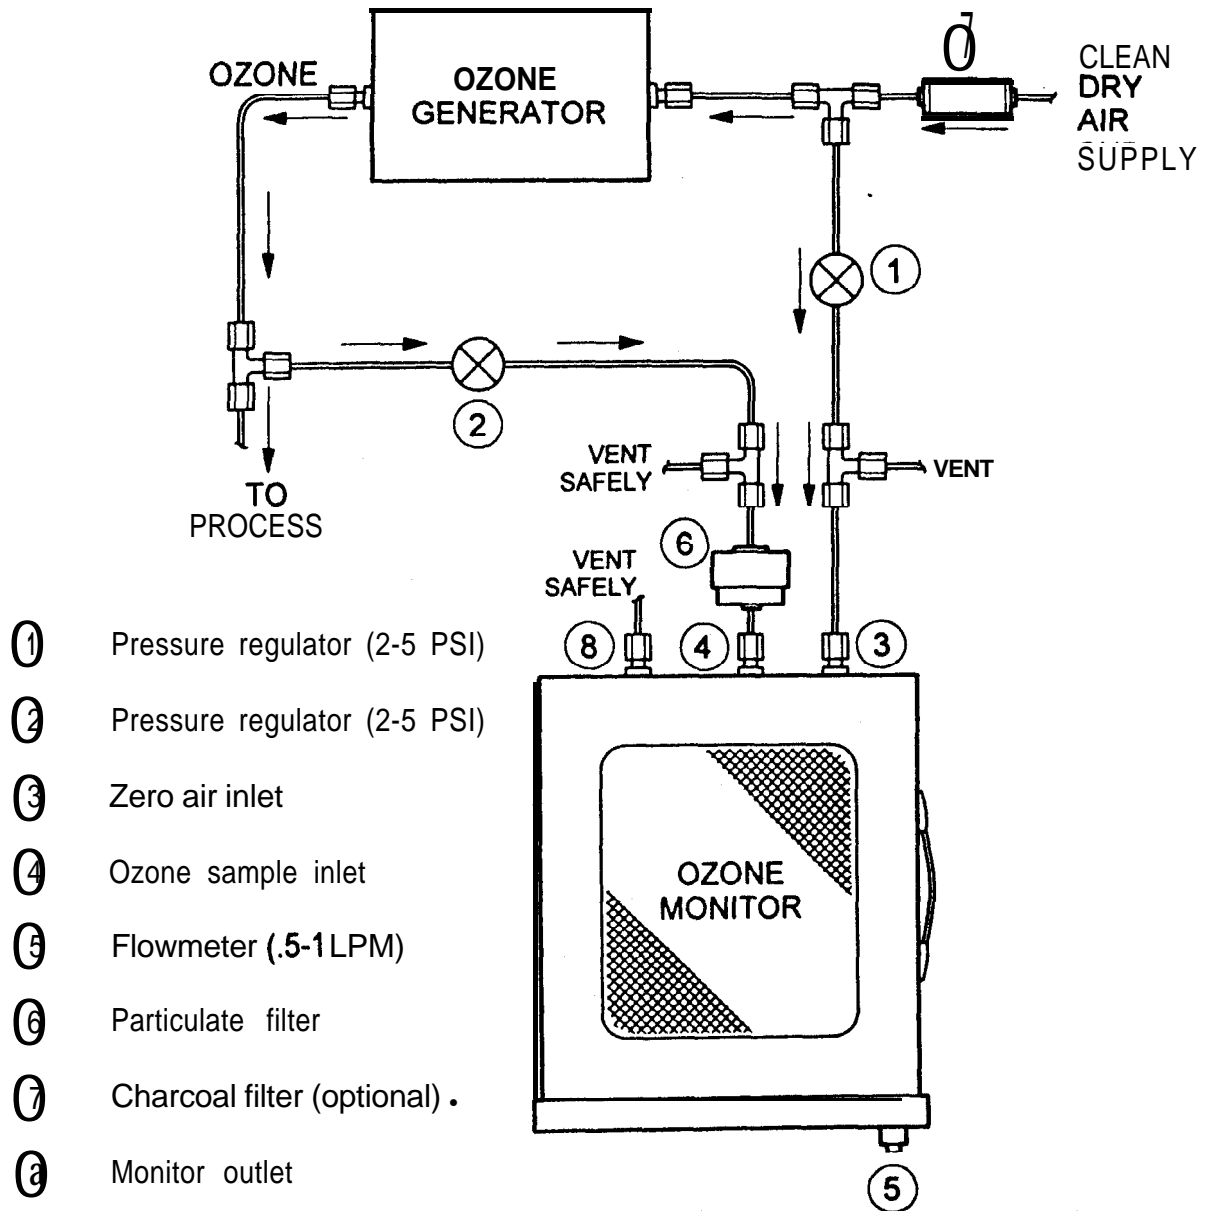 OZONE
OZONE
GENERATOR
7
CLEAN
DRY
AIR
SUPPLY
1
2
VENT
SAFELY
VENT
TO
PROCESS
6
VENT
SAFELY
8
4
3
1 Pressure regulator (2-5 PSI)
2 Pressure regulator (2-5 PSI)
3 Zero air inlet
4 Ozone sample inlet
5 Flowmeter (.5-1 LPM)
6 Particulate filter
7 Charcoal filter (optional) .
a Monitor outlet
OZONE
MONITOR
5